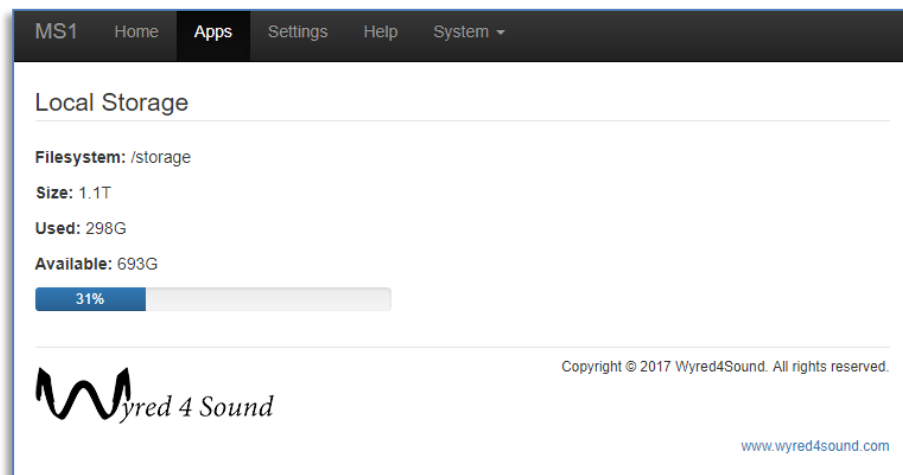 MS1 Home Apps Settings Help System
Local Storage
Filesystem: /storage
Size: 1.1T
Used: 298G
Available: 693G
31%
Copyright © 2017 Wyred4Sound. All rights reserved.
Wyred 4 Sound
www.wyred4sound.com